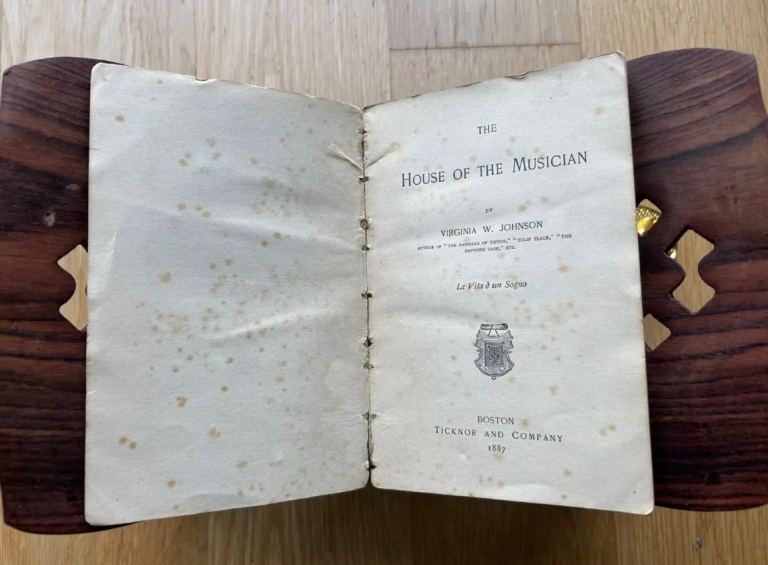 THE
HOUSE OF THE MUSICIAN
BY
VIRGINIA W. JOHNSON
AUTHOR OF "THE FAINALLS OF TIPTON," "TULIP PLACE," "THE
NEPTUNE VASE," ETC.
La Vita è un Sogno
BOSTON
TICKNOR AND COMPANY
1887